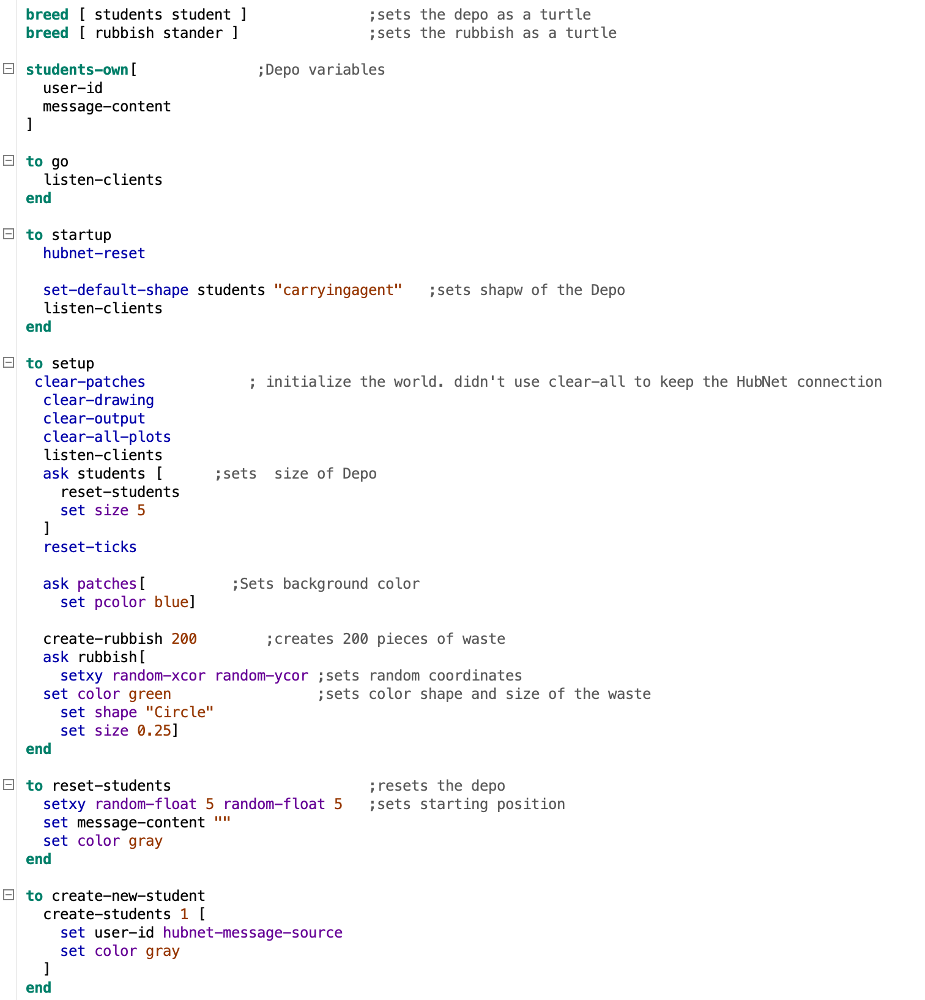 breed [ students student ]              ;sets the depo as a turtle
breed [ rubbish stander ]               ;sets the rubbish as a turtle
students-own[              ;Depo variables
  user-id
  message-content
]
to go
  listen-clients
end
to startup
  hubnet-reset
  set-default-shape students "carryingagent"   ;sets shapw of the Depo
  listen-clients
end
to setup
 clear-patches            ; initialize the world. didn't use clear-all to keep the HubNet connection
  clear-drawing
  clear-output
  clear-all-plots
  listen-clients
  ask students [      ;sets  size of Depo
    reset-students
    set size 5
  ]
  reset-ticks
  ask patches[          ;Sets background color
    set pcolor blue]
  create-rubbish 200        ;creates 200 pieces of waste
  ask rubbish[
    setxy random-xcor random-ycor ;sets random coordinates
  set color green                 ;sets color shape and size of the waste
    set shape "Circle"
    set size 0.25]
end
to reset-students                       ;resets the depo
  setxy random-float 5 random-float 5   ;sets starting position
  set message-content ""
  set color gray
end
to create-new-student
  create-students 1 [
    set user-id hubnet-message-source
    set color gray
  ]
end